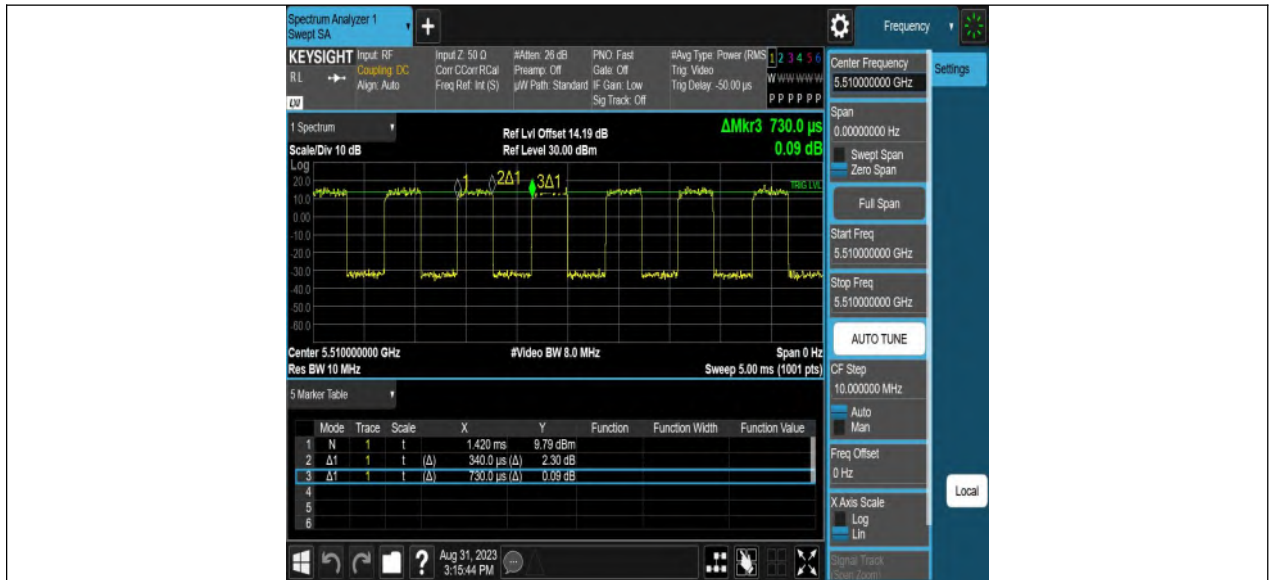 Spectrum Analyzer 1
Swept SA
+
Frequency
KEYSIGHT
RL
LXI
Input: RF
Coupling: DC
Align: Auto
Input Z: 50 Ω
Corr CCorr RCal
Freq Ref: Int (S)
#Atten: 26 dB
Preamp: Off
µW Path: Standard
PNO: Fast
Gate: Off
IF Gain: Low
Sig Track: Off
#Avg Type: Power (RMS
Trig: Video
Trig Delay: -50.00 µs
1 2 3 4 5 6
W W W W W W
P P P P P P
Center Frequency
5.510000000 GHz
Settings
1 Spectrum
Scale/Div 10 dB
Ref Lvl Offset 14.19 dB
Ref Level 30.00 dBm
ΔMkr3 730.0 µs
0.09 dB
Log
20.0
10.0
0.00
-10.0
-20.0
-30.0
-40.0
-50.0
-60.0
1
2Δ1
3Δ1
TRIG LVL
Center 5.510000000 GHz
#Video BW 8.0 MHz
Span 0 Hz
Res BW 10 MHz
Sweep 5.00 ms (1001 pts)
Span
0.00000000 Hz
Swept Span
Zero Span
Full Span
Start Freq
5.510000000 GHz
Stop Freq
5.510000000 GHz
AUTO TUNE
CF Step
10.000000 MHz
Auto
Man
Freq Offset
0 Hz
X Axis Scale
Log
Lin
Signal Track
(Span Zoom)
Local
5 Marker Table
Mode Trace Scale X Y Function Function Width Function Value
1 N 1 t 1.420 ms 9.79 dBm
2 Δ1 1 t (Δ) 340.0 µs (Δ) 2.30 dB
3 Δ1 1 t (Δ) 730.0 µs (Δ) 0.09 dB
4
5
6
?
Aug 31, 2023
3:15:44 PM